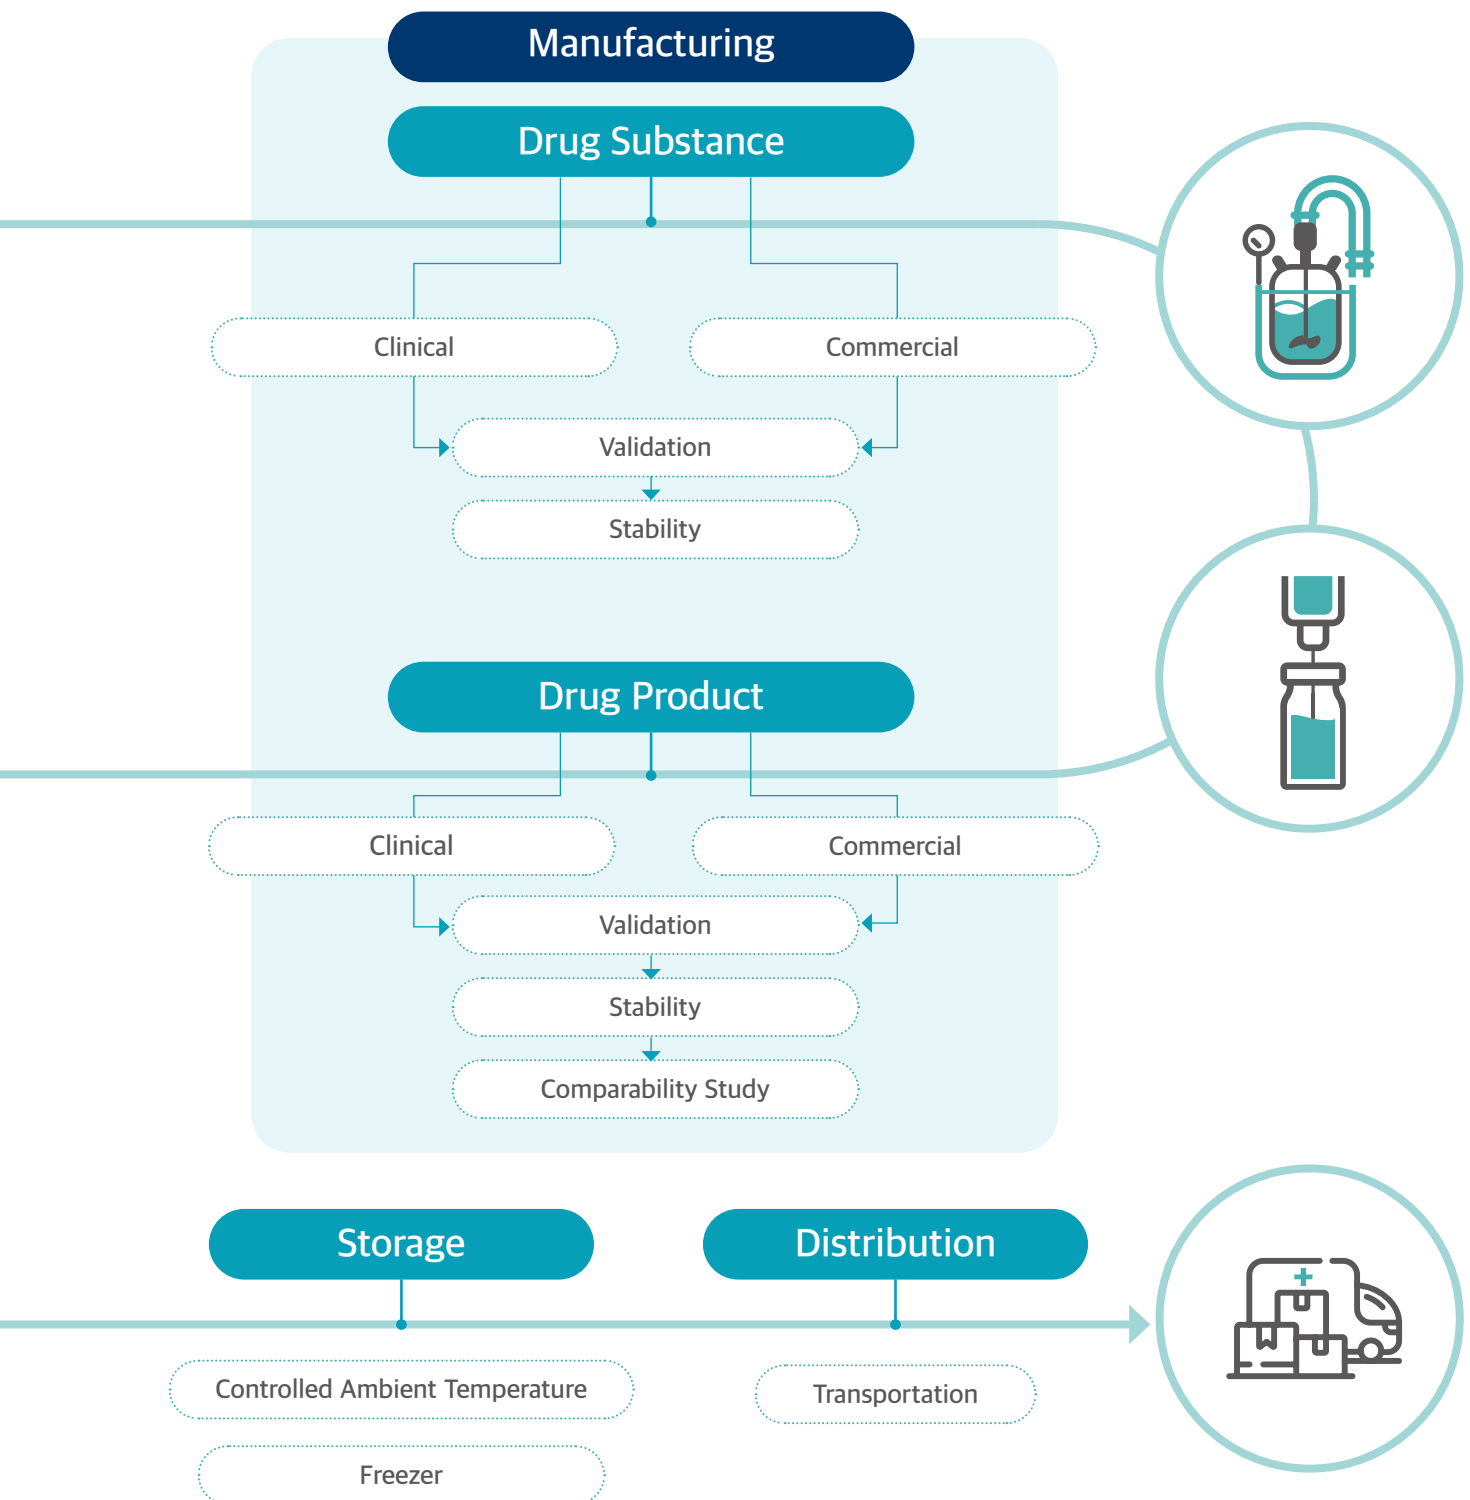 Manufacturing
Drug Substance
Clinical
Commercial
Validation
Stability
Drug Product
Clinical
Commercial
Validation
Stability
Comparability Study
Storage
Distribution
Controlled Ambient Temperature
Transportation
Freezer